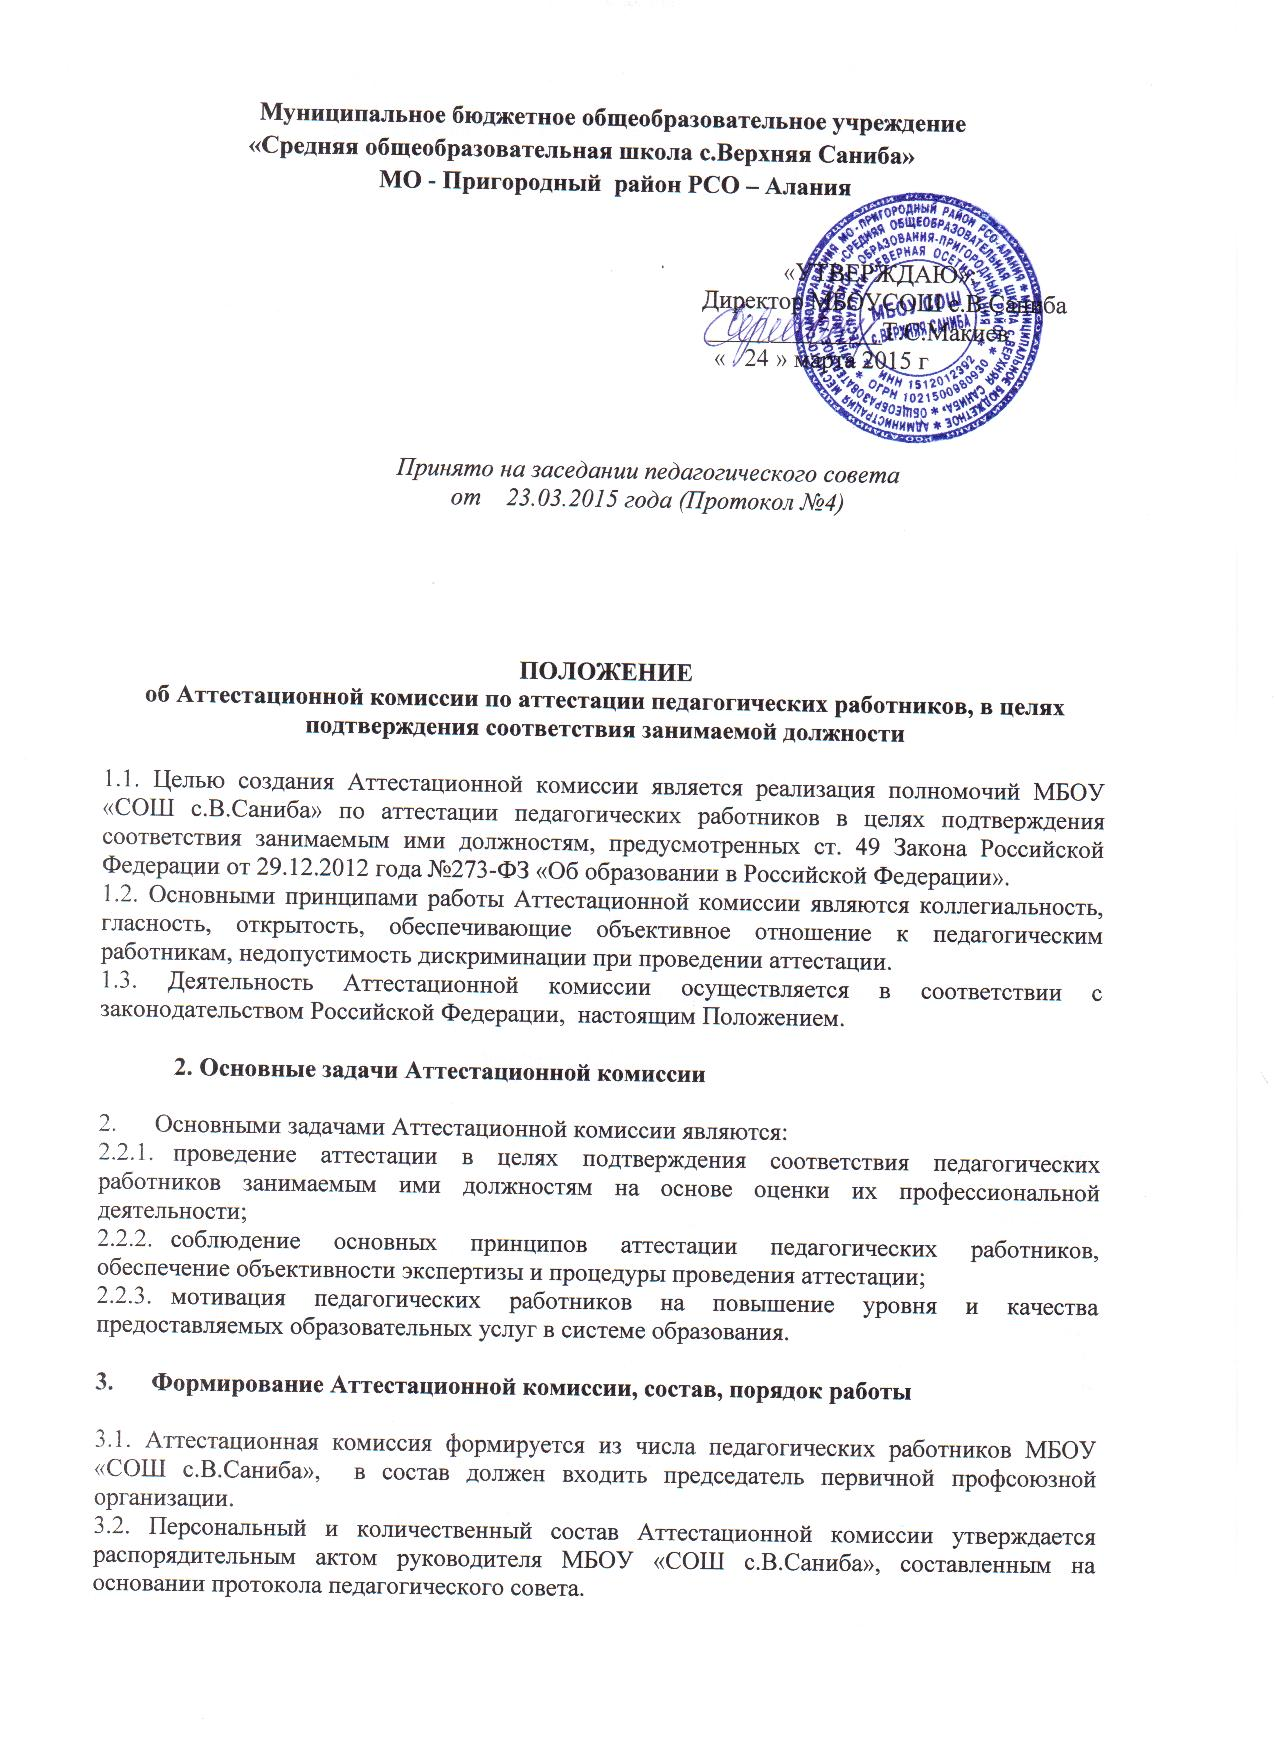 Муниципальное бюджетное общеобразовательное учреждение
«Средняя общеобразовательная школа с.Верхняя Саниба»
МО - Пригородный район РСО – Алания
«УТВЕРЖДАЮ».
Директор МБОУСОШ с.В.Саниба
Т.С.Макиев
« 24 » марта 2015 г
МБОУ СОШ
с.ВЕРХНЯЯ САНИБА
ИНН 1512012392
ОГРН 1021500980930
Принято на заседании педагогического совета
от 23.03.2015 года (Протокол №4)
ПОЛОЖЕНИЕ
об Аттестационной комиссии по аттестации педагогических работников, в целях
подтверждения соответствия занимаемой должности
1.1. Целью создания Аттестационной комиссии является реализация полномочий МБОУ
«СОШ с.В.Саниба» по аттестации педагогических работников в целях подтверждения
соответствия занимаемым ими должностям, предусмотренных ст. 49 Закона Российской
Федерации от 29.12.2012 года №273-ФЗ «Об образовании в Российской Федерации».
1.2. Основными принципами работы Аттестационной комиссии являются коллегиальность,
гласность, открытость, обеспечивающие объективное отношение к педагогическим
работникам, недопустимость дискриминации при проведении аттестации.
1.3. Деятельность Аттестационной комиссии осуществляется в соответствии с
законодательством Российской Федерации, настоящим Положением.
2. Основные задачи Аттестационной комиссии
2. Основными задачами Аттестационной комиссии являются:
2.2.1. проведение аттестации в целях подтверждения соответствия педагогических
работников занимаемым ими должностям на основе оценки их профессиональной
деятельности;
2.2.2. соблюдение основных принципов аттестации педагогических работников,
обеспечение объективности экспертизы и процедуры проведения аттестации;
2.2.3. мотивация педагогических работников на повышение уровня и качества
предоставляемых образовательных услуг в системе образования.
3. Формирование Аттестационной комиссии, состав, порядок работы
3.1. Аттестационная комиссия формируется из числа педагогических работников МБОУ
«СОШ с.В.Саниба», в состав должен входить председатель первичной профсоюзной
организации.
3.2. Персональный и количественный состав Аттестационной комиссии утверждается
распорядительным актом руководителя МБОУ «СОШ с.В.Саниба», составленным на
основании протокола педагогического совета.